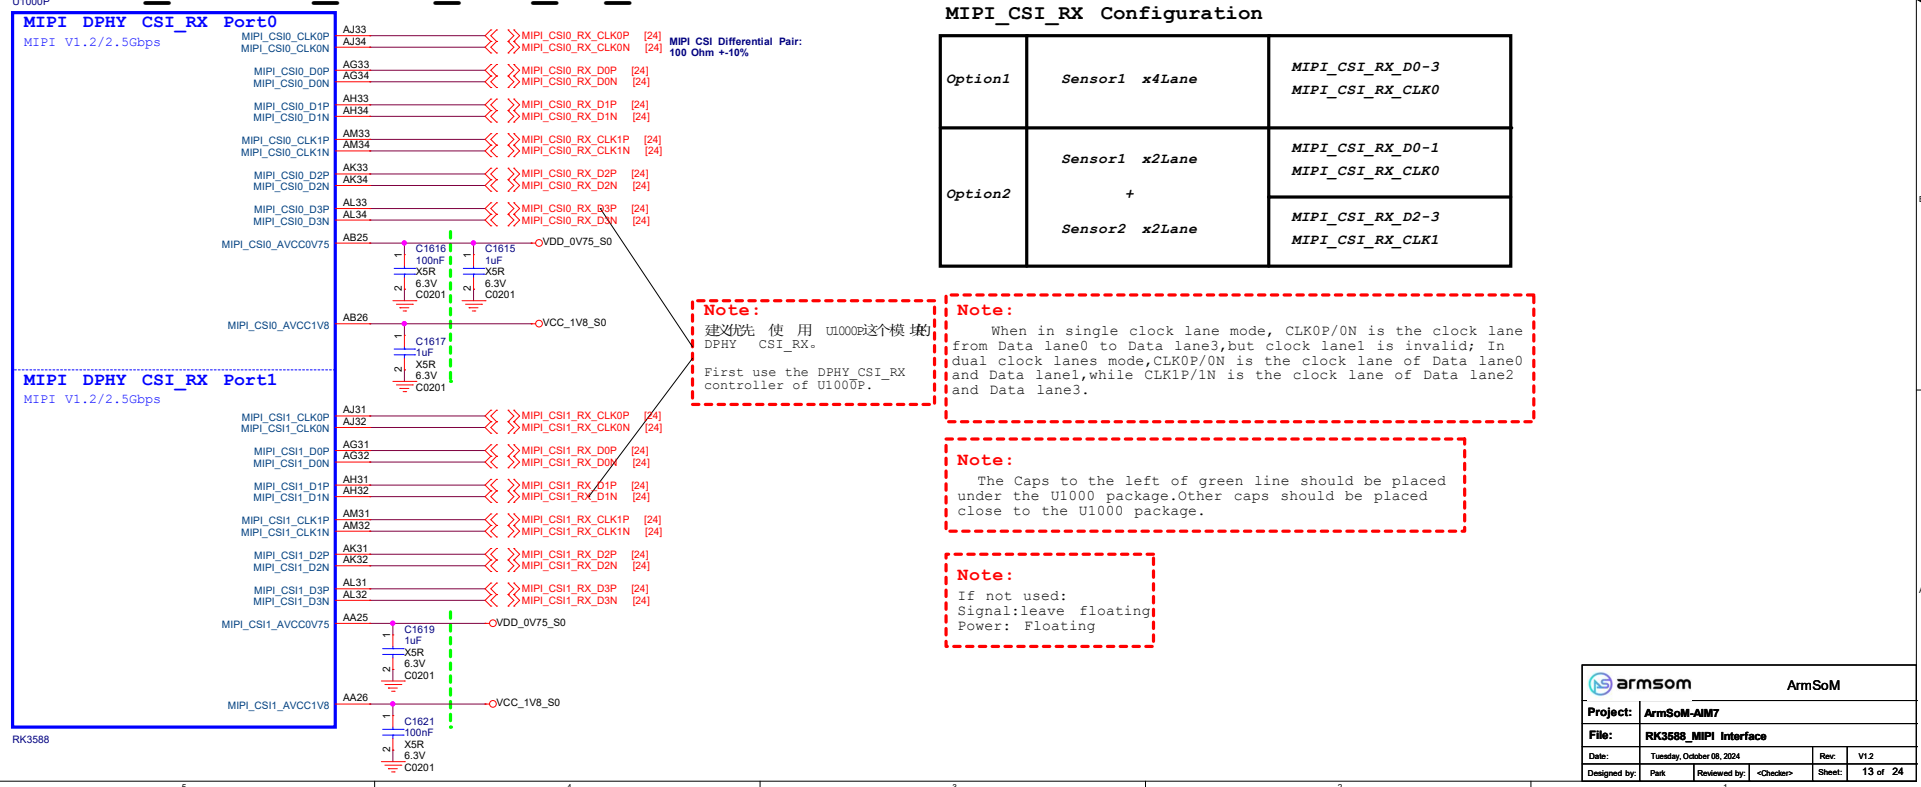 U1000P
MIPI DPHY CSI_RX Port0
MIPI V1.2/2.5Gbps
MIPI_CSI0_CLK0P AJ33 MIPI_CSI0_RX_CLK0P [24]
MIPI_CSI0_CLK0N AJ34 MIPI_CSI0_RX_CLK0N [24]
MIPI CSI Differential Pair:
100 Ohm +-10%
MIPI_CSI0_D0P AG33 MIPI_CSI0_RX_D0P [24]
MIPI_CSI0_D0N AG34 MIPI_CSI0_RX_D0N [24]
MIPI_CSI0_D1P AH33 MIPI_CSI0_RX_D1P [24]
MIPI_CSI0_D1N AH34 MIPI_CSI0_RX_D1N [24]
MIPI_CSI0_CLK1P AM33 MIPI_CSI0_RX_CLK1P [24]
MIPI_CSI0_CLK1N AM34 MIPI_CSI0_RX_CLK1N [24]
MIPI_CSI0_D2P AK33 MIPI_CSI0_RX_D2P [24]
MIPI_CSI0_D2N AK34 MIPI_CSI0_RX_D2N [24]
MIPI_CSI0_D3P AL33 MIPI_CSI0_RX_D3P [24]
MIPI_CSI0_D3N AL34 MIPI_CSI0_RX_D3N [24]
MIPI_CSI0_AVCC0V75 AB25 VDD_0V75_S0
1 2 C1616
100nF
X5R
6.3V
C0201
1 2 C1615
1uF
X5R
6.3V
C0201
MIPI_CSI0_AVCC1V8 AB26 VCC_1V8_S0
1 2 C1617
1uF
X5R
6.3V
C0201
MIPI DPHY CSI_RX Port1
MIPI V1.2/2.5Gbps
MIPI_CSI1_CLK0P AJ31 MIPI_CSI1_RX_CLK0P [24]
MIPI_CSI1_CLK0N AJ32 MIPI_CSI1_RX_CLK0N [24]
MIPI_CSI1_D0P AG31 MIPI_CSI1_RX_D0P [24]
MIPI_CSI1_D0N AG32 MIPI_CSI1_RX_D0N [24]
MIPI_CSI1_D1P AH31 MIPI_CSI1_RX_D1P [24]
MIPI_CSI1_D1N AH32 MIPI_CSI1_RX_D1N [24]
MIPI_CSI1_CLK1P AM31 MIPI_CSI1_RX_CLK1P [24]
MIPI_CSI1_CLK1N AM32 MIPI_CSI1_RX_CLK1N [24]
MIPI_CSI1_D2P AK31 MIPI_CSI1_RX_D2P [24]
MIPI_CSI1_D2N AK32 MIPI_CSI1_RX_D2N [24]
MIPI_CSI1_D3P AL31 MIPI_CSI1_RX_D3P [24]
MIPI_CSI1_D3N AL32 MIPI_CSI1_RX_D3N [24]
MIPI_CSI1_AVCC0V75 AA25 VDD_0V75_S0
1 2 C1619
1uF
X5R
6.3V
C0201
MIPI_CSI1_AVCC1V8 AA26 VCC_1V8_S0
1 2 C1621
100nF
X5R
6.3V
C0201
RK3588
Note:
建议优先 使 用 U1000P这个模 块的
DPHY CSI_RX。
First use the DPHY_CSI_RX
controller of U1000P.
MIPI_CSI_RX Configuration
Option1 Sensor1 x4Lane
MIPI_CSI_RX_D0-3
MIPI_CSI_RX_CLK0
Option2
Sensor1 x2Lane
+
Sensor2 x2Lane
MIPI_CSI_RX_D0-1
MIPI_CSI_RX_CLK0
MIPI_CSI_RX_D2-3
MIPI_CSI_RX_CLK1
Note:
When in single clock lane mode, CLK0P/0N is the clock lane
from Data lane0 to Data lane3,but clock lane1 is invalid; In
dual clock lanes mode,CLK0P/0N is the clock lane of Data lane0
and Data lane1,while CLK1P/1N is the clock lane of Data lane2
and Data lane3.
Note:
The Caps to the left of green line should be placed
under the U1000 package.Other caps should be placed
close to the U1000 package.
Note:
If not used:
Signal:leave floating
Power: Floating
armsom ArmSoM
Project: ArmSoM-AIM7
File: RK3588_MIPI Interface
Date: Tuesday, October 08, 2024 Rev: V1.2
Designed by: Park Reviewed by: <Checker> Sheet: 13 of 24